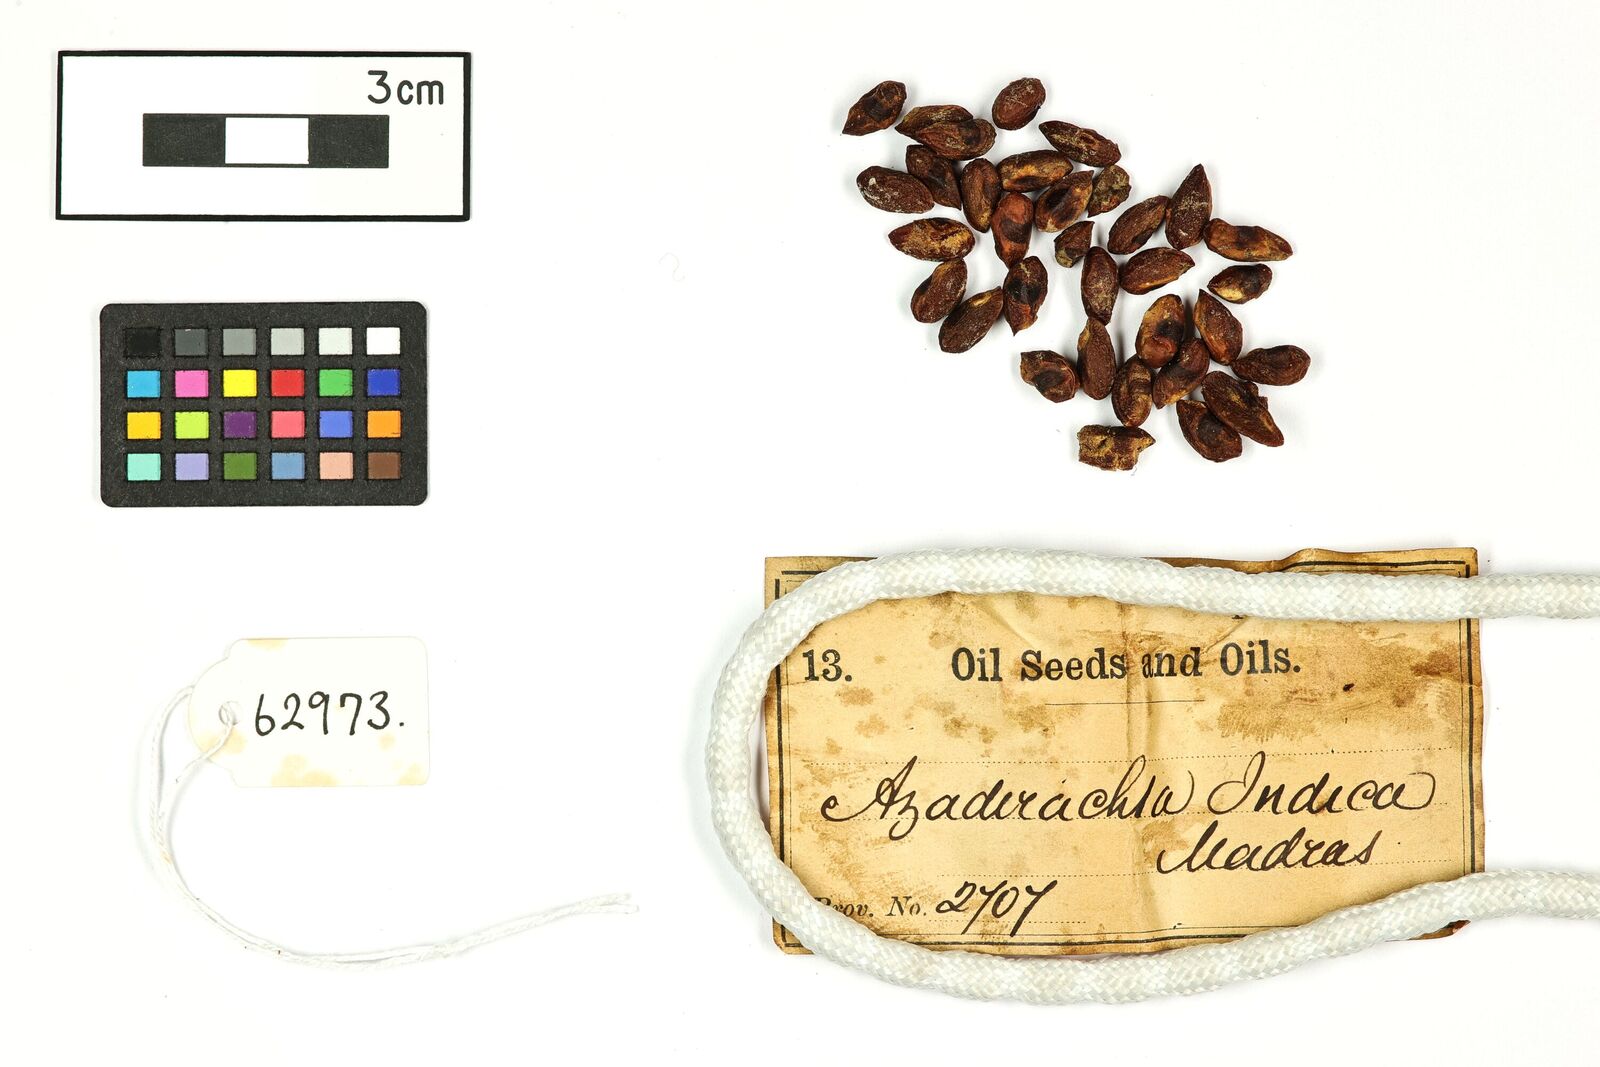 3cm
62973.
13. Oil Seeds and Oils.
Azadirachta Indica
Madras
Prov. No. 2707